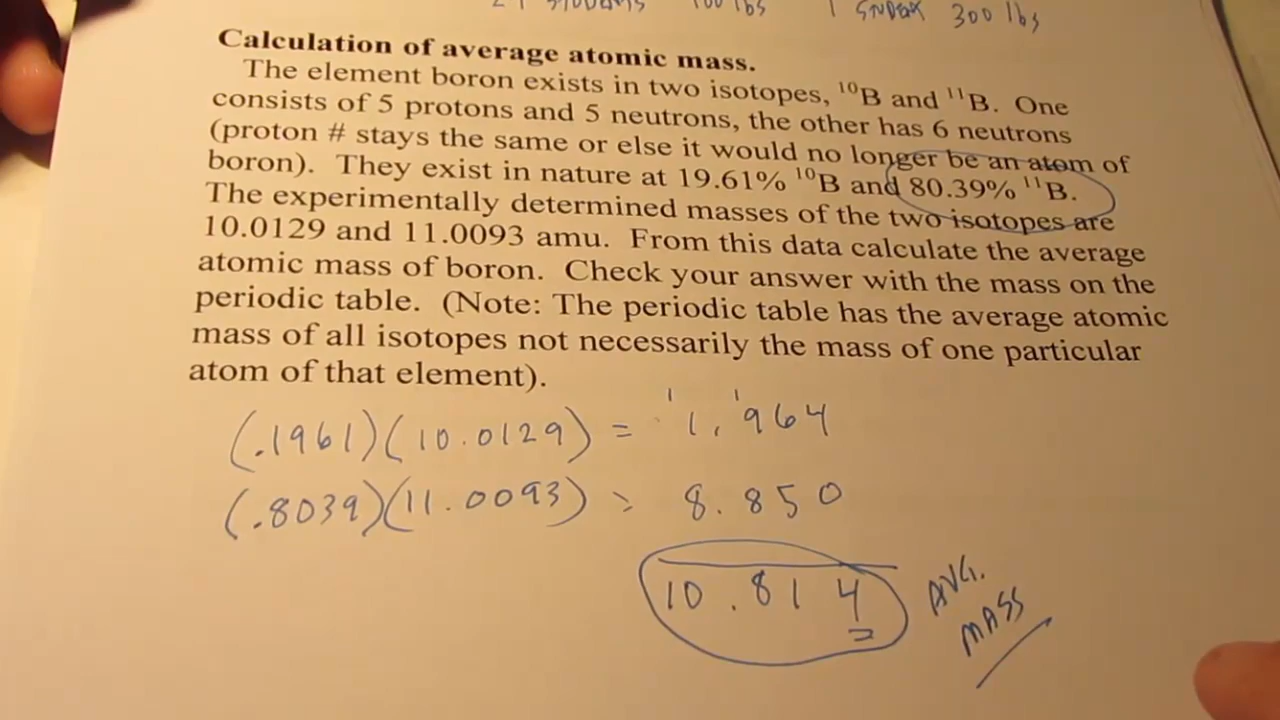 100 lbs 1 300 lbs
Calculation of average atomic mass.
The element boron exists in two isotopes, ¹⁰B and ¹¹B. One
consists of 5 protons and 5 neutrons, the other has 6 neutrons
(proton # stays the same or else it would no longer be an atom of
boron). They exist in nature at 19.61% ¹⁰B and 80.39% ¹¹B.
The experimentally determined masses of the two isotopes are
10.0129 and 11.0093 amu. From this data calculate the average
atomic mass of boron. Check your answer with the mass on the
periodic table. (Note: The periodic table has the average atomic
mass of all isotopes not necessarily the mass of one particular
atom of that element).
(.1961)(10.0129) = 1.964
(.8039)(11.0093) = 8.850
10.814 AVG.
MASS